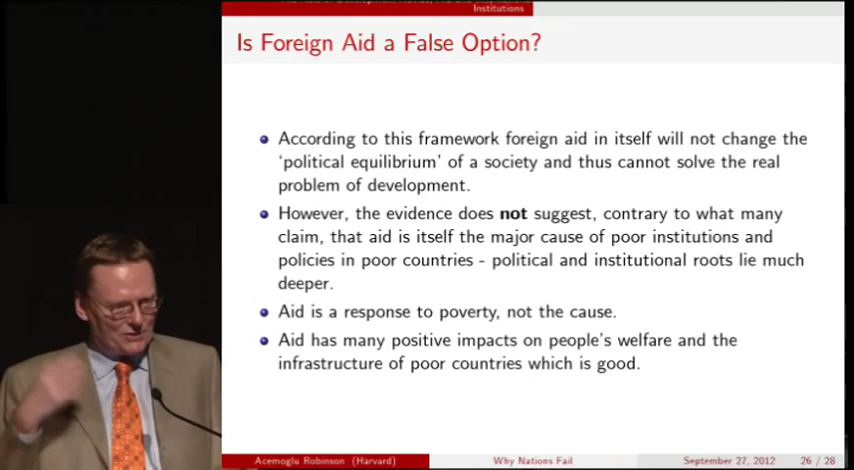 Institutions
Is Foreign Aid a False Option?
According to this framework foreign aid in itself will not change the
'political equilibrium' of a society and thus cannot solve the real
problem of development.
However, the evidence does not suggest, contrary to what many
claim, that aid is itself the major cause of poor institutions and
policies in poor countries - political and institutional roots lie much
deeper.
Aid is a response to poverty, not the cause.
Aid has many positive impacts on people's welfare and the
infrastructure of poor countries which is good.
Acemoglu Robinson (Harvard) Why Nations Fail September 27, 2012 26 / 28